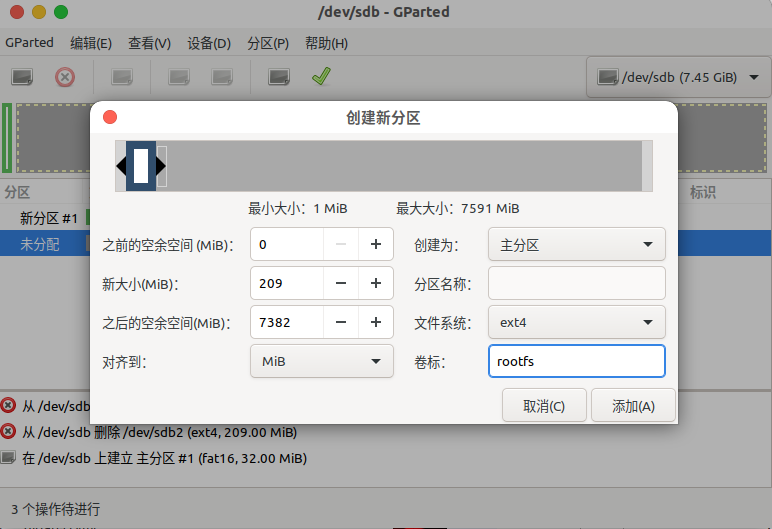 /dev/sdb - GParted
GParted 编辑(E) 查看(V) 设备(D) 分区(P) 帮助(H)
/dev/sdb (7.45 GiB)
创建新分区
最小大小：1 MiB 最大大小：7591 MiB
之前的空余空间 (MiB)： 0 创建为： 主分区
新大小(MiB)： 209 分区名称：
之后的空余空间(MiB)： 7382 文件系统： ext4
对齐到： MiB 卷标： rootfs
取消(C) 添加(A)
分区 标识
新分区 #1
未分配
从 /dev/sdb
从 /dev/sdb 删除 /dev/sdb2 (ext4, 209.00 MiB)
在 /dev/sdb 上建立 主分区 #1 (fat16, 32.00 MiB)
3 个操作待进行